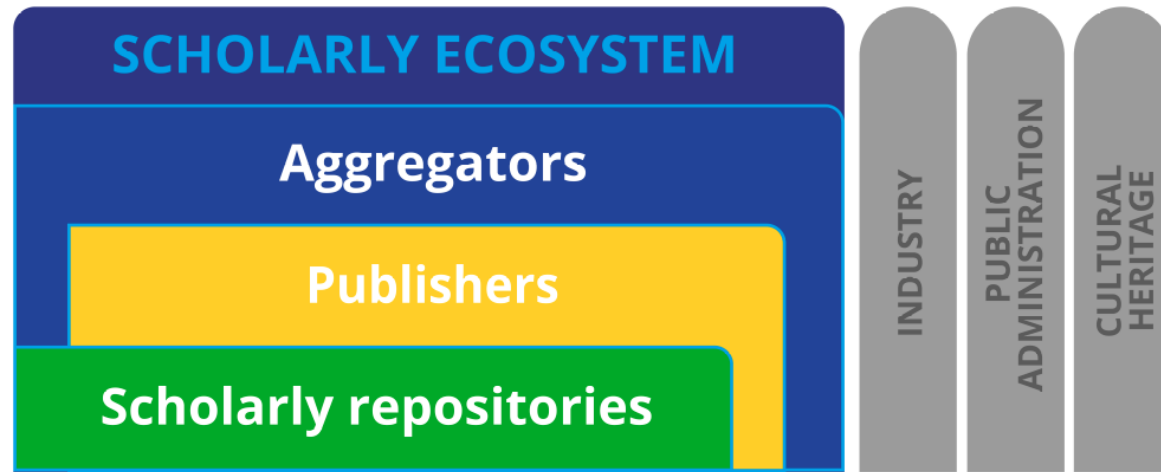 SCHOLARLY ECOSYSTEM
Aggregators
Publishers
Scholarly repositories
INDUSTRY
PUBLIC
ADMINISTRATION
CULTURAL
HERITAGE